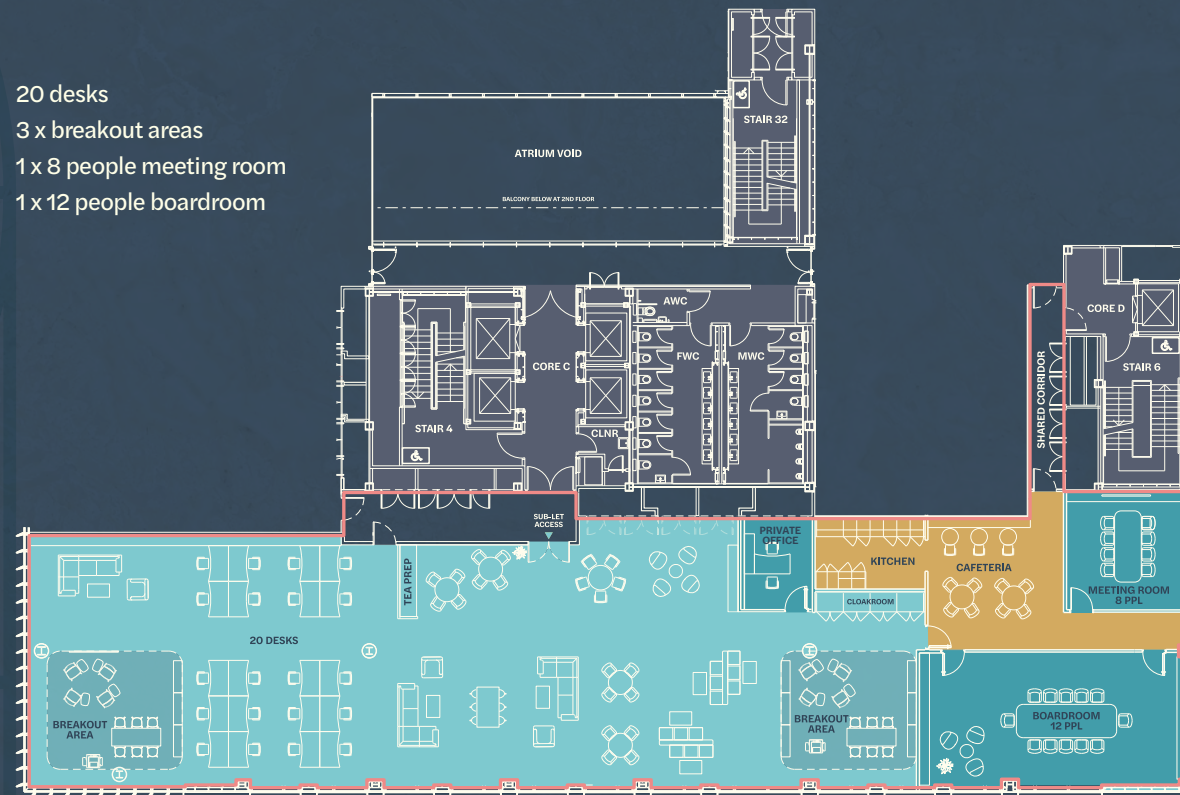 20 desks
3 x breakout areas
1 x 8 people meeting room
1 x 12 people boardroom
STAIR 32
ATRIUM VOID
BALCONY BELOW AT 2ND FLOOR
AWC
CORE D
FWC
MWC
CORE C
STAIR 6
SHARED CORRIDOR
STAIR 4
CLNR
SUB-LET
ACCESS
PRIVATE
OFFICE
KITCHEN
CAFETERIA
TEA PREP
MEETING ROOM
8 PPL
CLOAKROOM
20 DESKS
BREAKOUT
AREA
BREAKOUT
AREA
BOARDROOM
12 PPL